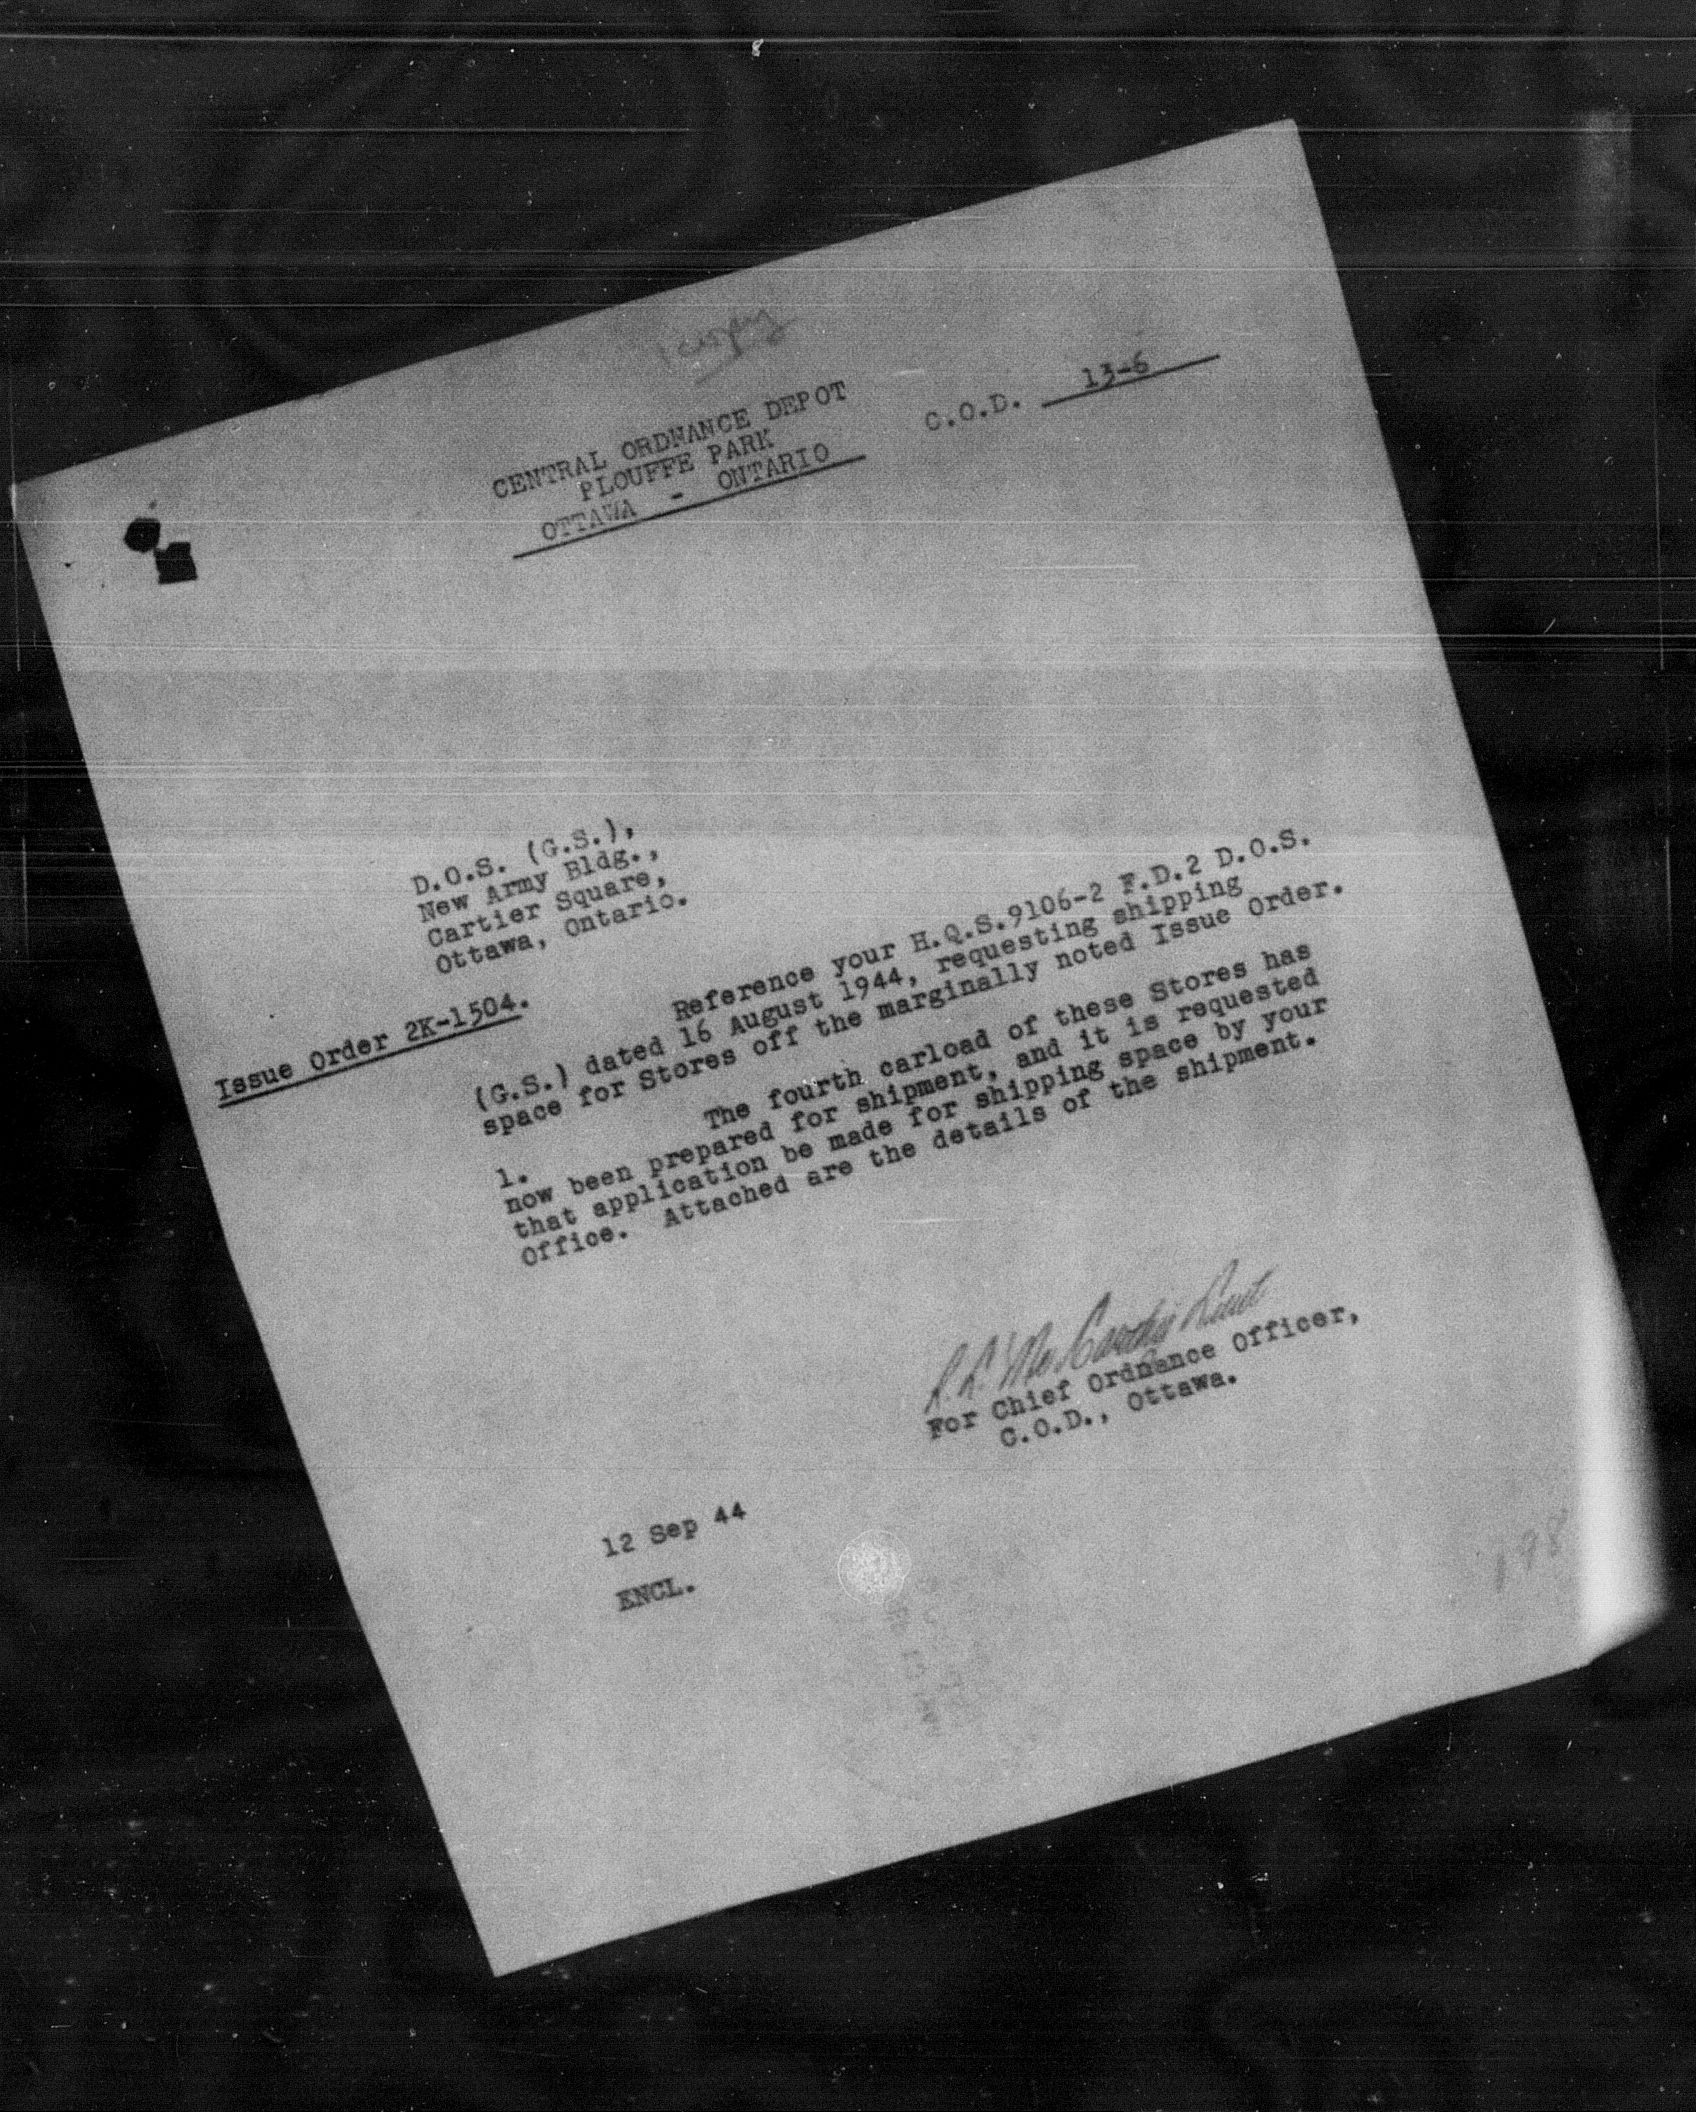 1 copy
C.O.D. 13-6
CENTRAL ORDNANCE DEPOT
PLOUFFE PARK
OTTAWA - ONTARIO
D.O.S. (G.S.),
New Army Bldg.,
Cartier Square,
Ottawa, Ontario.
Issue Order 2K-1504.
Reference your H.Q.S.9106-2 F.D.2 D.O.S.
(G.S.) dated 16 August 1944, requesting shipping
space for Stores off the marginally noted Issue Order.
1. The fourth carload of these Stores has
now been prepared for shipment, and it is requested
that application be made for shipping space by your
Office. Attached are the details of the shipment.
Lieut
For Chief Ordnance Officer,
C.O.D., Ottawa.
12 Sep 44
ENCL.
198